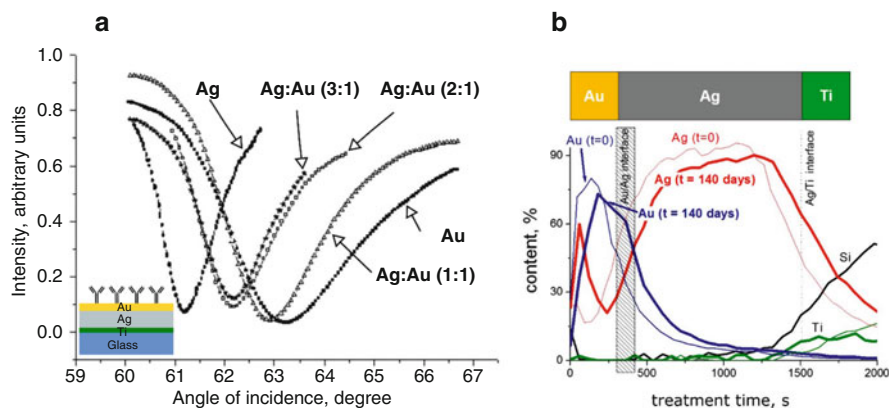 a
Intensity, arbitrary units
1.0
0.8
0.6
0.4
0.2
0.0
Ag
Ag:Au (3:1)
Ag:Au (2:1)
Au
Ag:Au (1:1)
Au
Ag
Ti
Glass
59 60 61 62 63 64 65 66 67
Angle of incidence, degree
b
Au Ag Ti
content, %
90
60
30
0
Au (t=0)
Au/Ag interface
Ag (t=0)
Ag (t = 140 days)
Au (t = 140 days)
Ag/Ti interface
Si
Ti
0 500 1000 1500 2000
treatment time, s